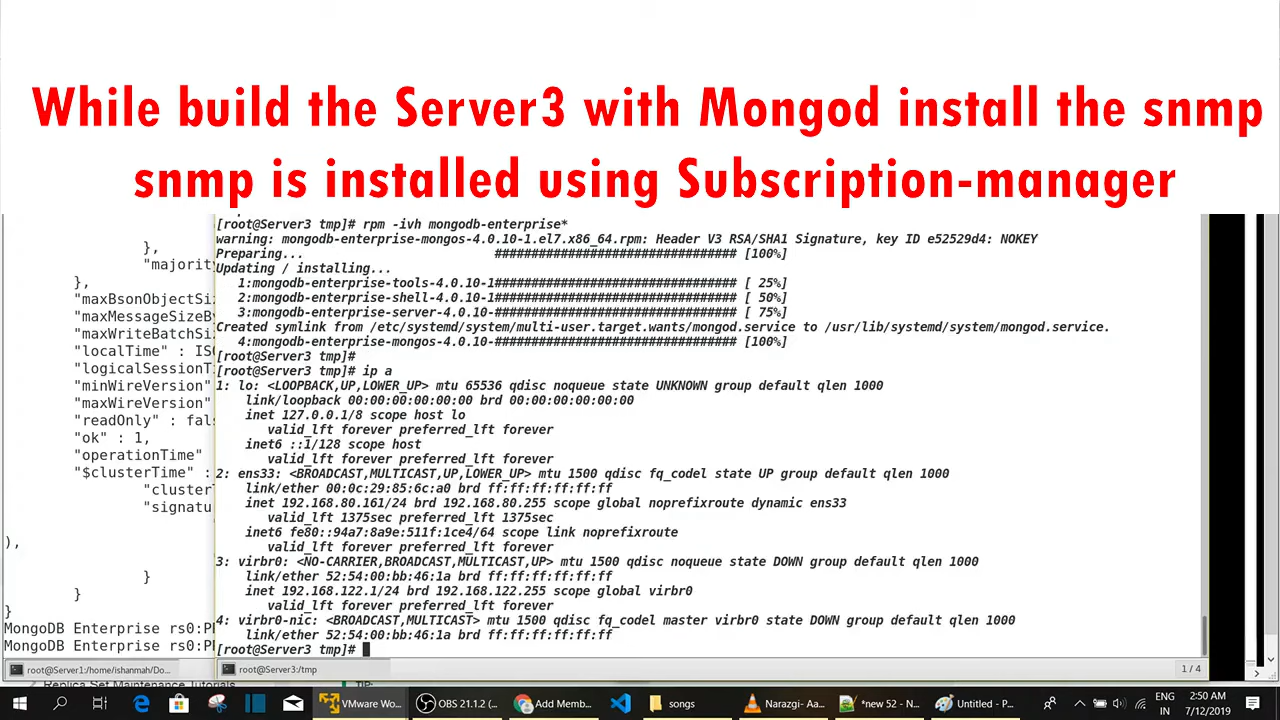 While build the Server3 with Mongod install the snmp
snmp is installed using Subscription-manager
[root@Server3 tmp]# rpm -ivh mongodb-enterprise*
warning: mongodb-enterprise-mongos-4.0.10-1.el7.x86_64.rpm: Header V3 RSA/SHA1 Signature, key ID e52529d4: NOKEY
Preparing... ################################# [100%]
Updating / installing...
1:mongodb-enterprise-tools-4.0.10-1################################# [ 25%]
2:mongodb-enterprise-shell-4.0.10-1################################# [ 50%]
3:mongodb-enterprise-server-4.0.10-################################# [ 75%]
Created symlink from /etc/systemd/system/multi-user.target.wants/mongod.service to /usr/lib/systemd/system/mongod.service.
4:mongodb-enterprise-mongos-4.0.10-################################# [100%]
[root@Server3 tmp]#
[root@Server3 tmp]# ip a
1: lo: <LOOPBACK,UP,LOWER_UP> mtu 65536 qdisc noqueue state UNKNOWN group default qlen 1000
link/loopback 00:00:00:00:00:00 brd 00:00:00:00:00:00
inet 127.0.0.1/8 scope host lo
valid_lft forever preferred_lft forever
inet6 ::1/128 scope host
valid_lft forever preferred_lft forever
2: ens33: <BROADCAST,MULTICAST,UP,LOWER_UP> mtu 1500 qdisc fq_codel state UP group default qlen 1000
link/ether 00:0c:29:85:6c:a0 brd ff:ff:ff:ff:ff:ff
inet 192.168.80.161/24 brd 192.168.80.255 scope global noprefixroute dynamic ens33
valid_lft 1375sec preferred_lft 1375sec
inet6 fe80::94a7:8a9e:511f:1ce4/64 scope link noprefixroute
valid_lft forever preferred_lft forever
3: virbr0: <NO-CARRIER,BROADCAST,MULTICAST,UP> mtu 1500 qdisc noqueue state DOWN group default qlen 1000
link/ether 52:54:00:bb:46:1a brd ff:ff:ff:ff:ff:ff
inet 192.168.122.1/24 brd 192.168.122.255 scope global virbr0
valid_lft forever preferred_lft forever
4: virbr0-nic: <BROADCAST,MULTICAST> mtu 1500 qdisc fq_codel master virbr0 state DOWN group default qlen 1000
link/ether 52:54:00:bb:46:1a brd ff:ff:ff:ff:ff:ff
[root@Server3 tmp]#
},
"majority
},
"maxBsonObjectSi
"maxMessageSizeBy
"maxWriteBatchSi
"localTime" : IS
"logicalSessionT
"minWireVersion"
"maxWireVersion"
"readOnly" : fals
"ok" : 1,
"operationTime"
"$clusterTime" :
"cluster
"signatu
),
}
}
}
MongoDB Enterprise rs0:P
MongoDB Enterprise rs0:P
root@Server1:/home/ishanmah/Do...
root@Server3:/tmp
1 / 4
Replica Set Maintenance Tutorials
TIP:
VMware Wo...
OBS 21.1.2 (...
Add Memb...
songs
Narazgi- Aa...
*new 52 - N...
Untitled - P...
ENG
IN
2:50 AM
7/12/2019